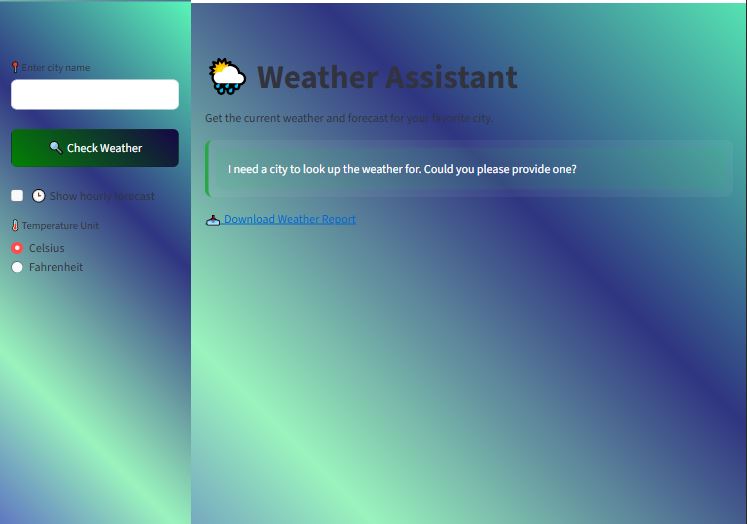 Enter city name
Check Weather
Show hourly forecast
Temperature Unit
Celsius
Fahrenheit
Weather Assistant
Get the current weather and forecast for your favorite city.
I need a city to look up the weather for. Could you please provide one?
Download Weather Report